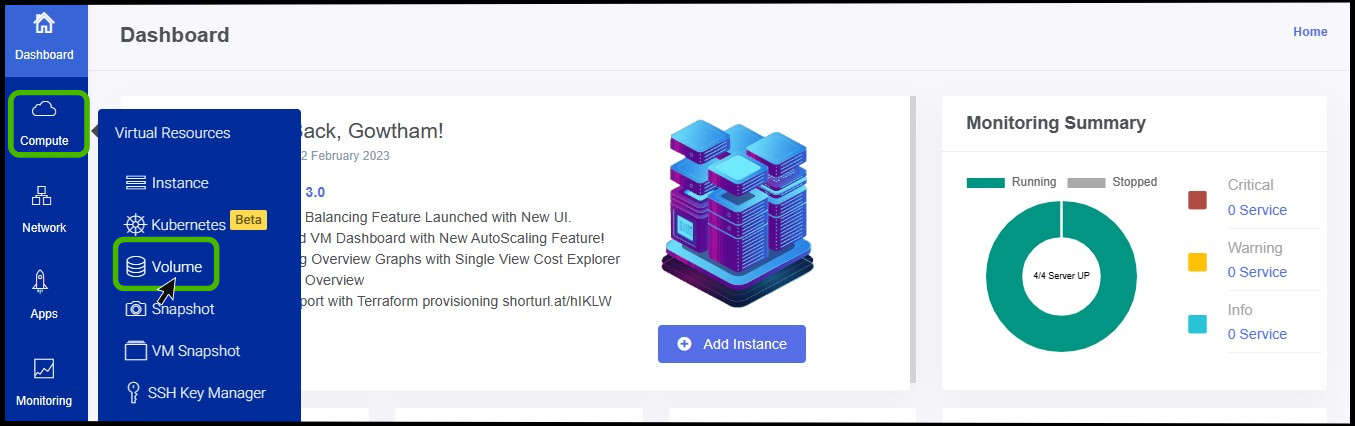 Dashboard
Compute
Network
Apps
Monitoring
Virtual Resources
Instance
Kubernetes Beta
Volume
Snapshot
VM Snapshot
SSH Key Manager
Dashboard
Home
Back, Gowtham!
2 February 2023
3.0
Balancing Feature Launched with New UI.
d VM Dashboard with New AutoScaling Feature!
g Overview Graphs with Single View Cost Explorer
Overview
port with Terraform provisioning shorturl.at/hIKLW
Add Instance
Monitoring Summary
Running Stopped
4/4 Server UP
Critical
0 Service
Warning
0 Service
Info
0 Service